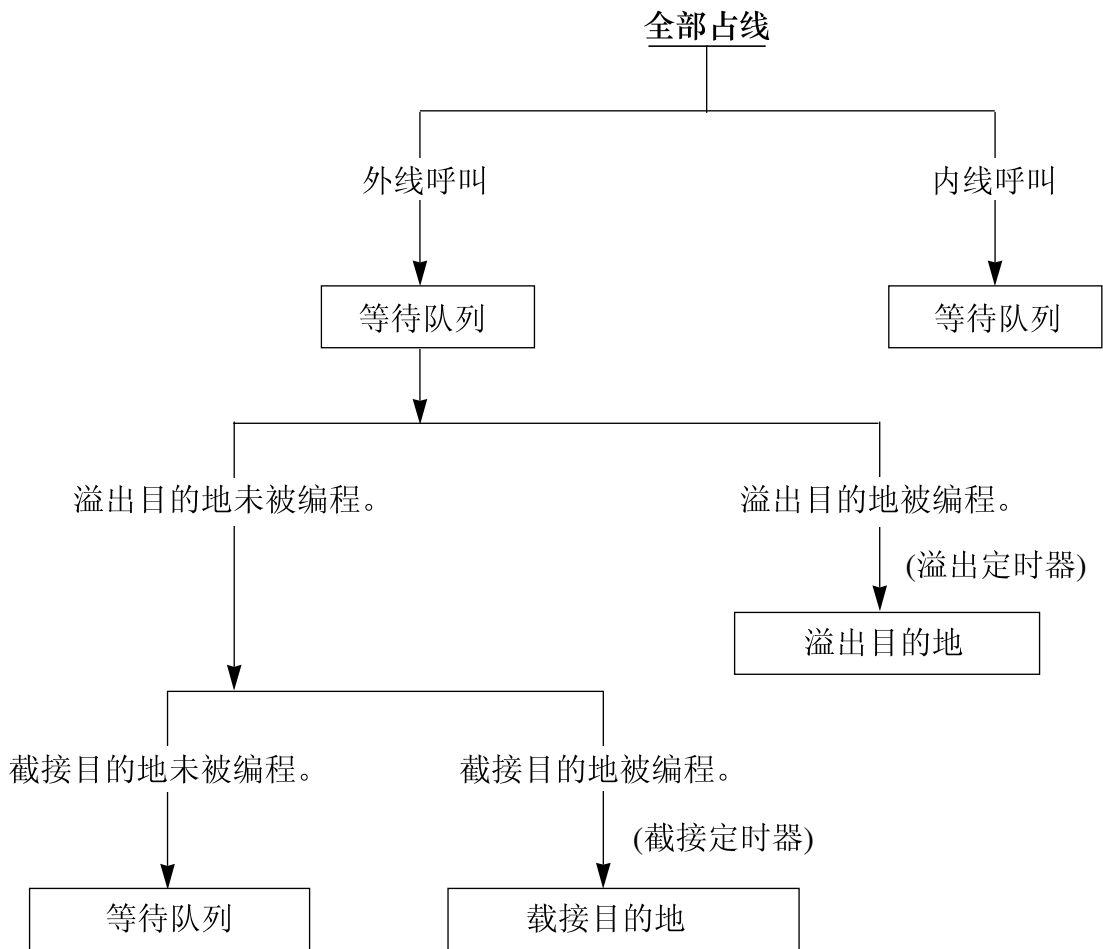 全部占线
外线呼叫
内线呼叫
等待队列
等待队列
溢出目的地未被编程。
溢出目的地被编程。
(溢出定时器)
溢出目的地
截接目的地未被编程。
截接目的地被编程。
(截接定时器)
等待队列
载接目的地